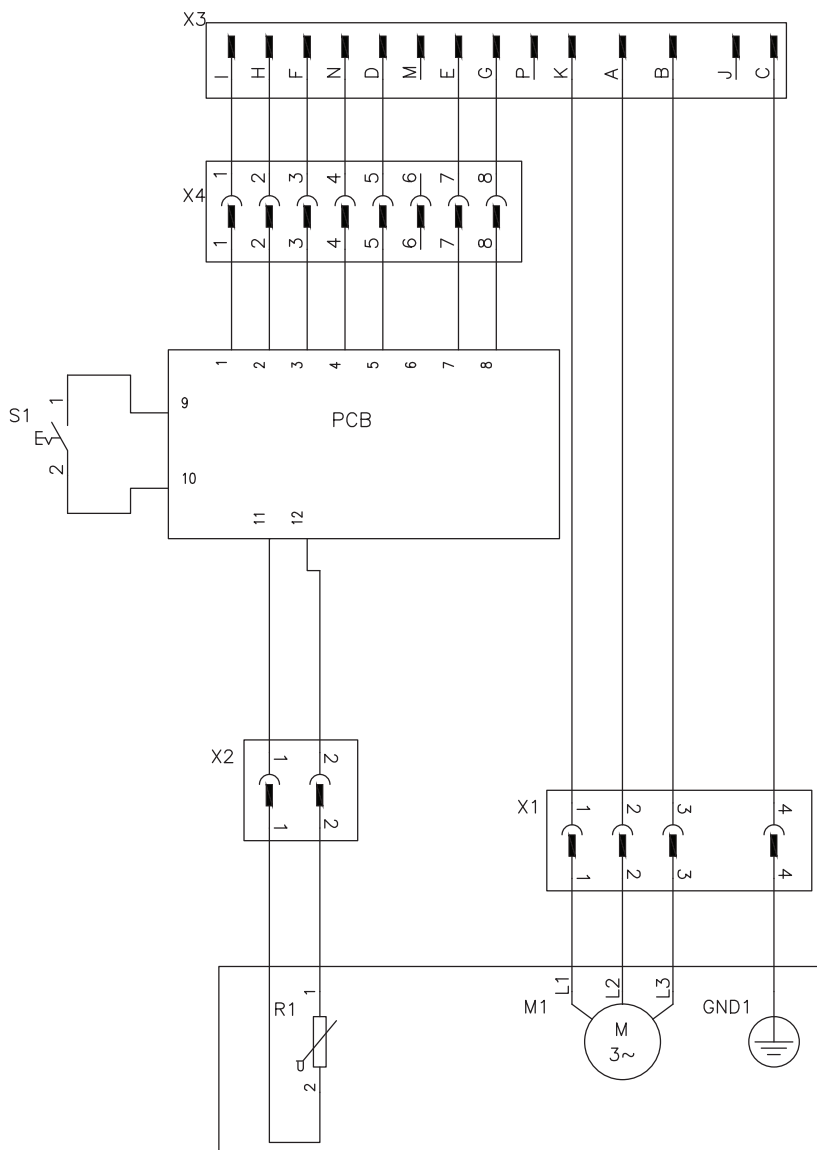 X3
I H F N D M E G P K A B J C
1 2 3 4 5 6 7 8
X4
1 2 3 4 5 6 7 8
1 2 3 4 5 6 7 8
1
9
S1
PCB
2
10
11 12
X2
1 2
1 2
X1
1 2 3 4
1 2 3 4
L1 L2 L3
1
R1
M1
GND1
M
3~
2